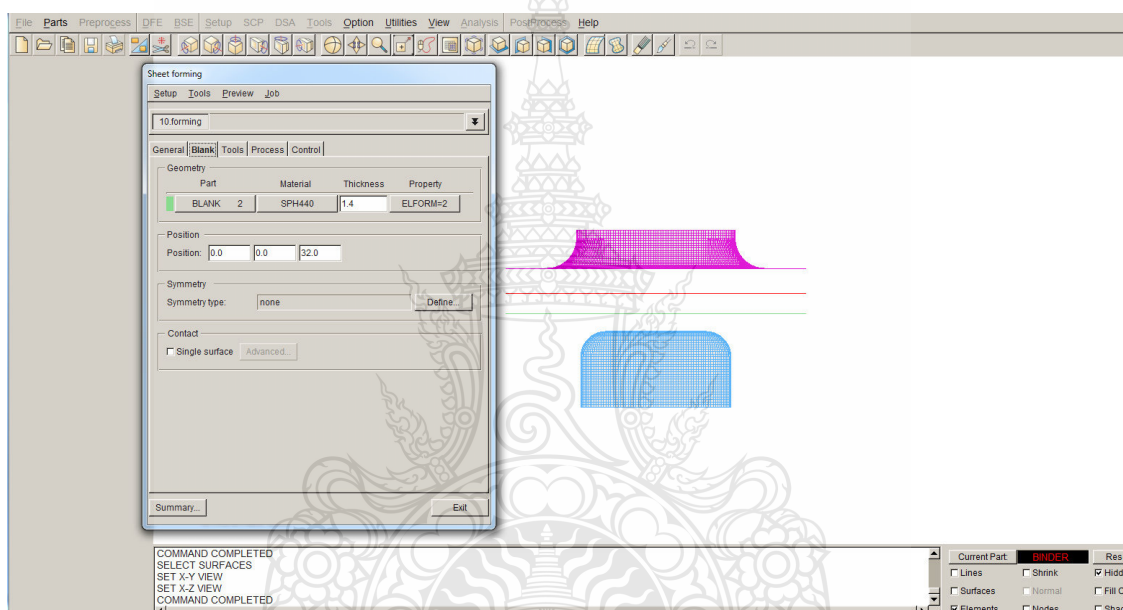 File Parts Preprocess DFE BSE Setup SCP DSA Tools Option Utilities View Analysis PostProcess Help
Sheet forming
Setup Tools Preview Job
10.forming
General Blank Tools Process Control
Geometry
Part Material Thickness Property
BLANK 2 SPH440 1.4 ELFORM=2
Position
Position: 0.0 0.0 32.0
Symmetry
Symmetry type: none Define...
Contact
Single surface Advanced...
Summary... Exit
COMMAND COMPLETED
SELECT SURFACES
SET X-Y VIEW
SET X-Z VIEW
COMMAND COMPLETED
Current Part: BINDER Res
Lines Shrink Hidd
Surfaces Normal Fill C
Elements Nodes Shad